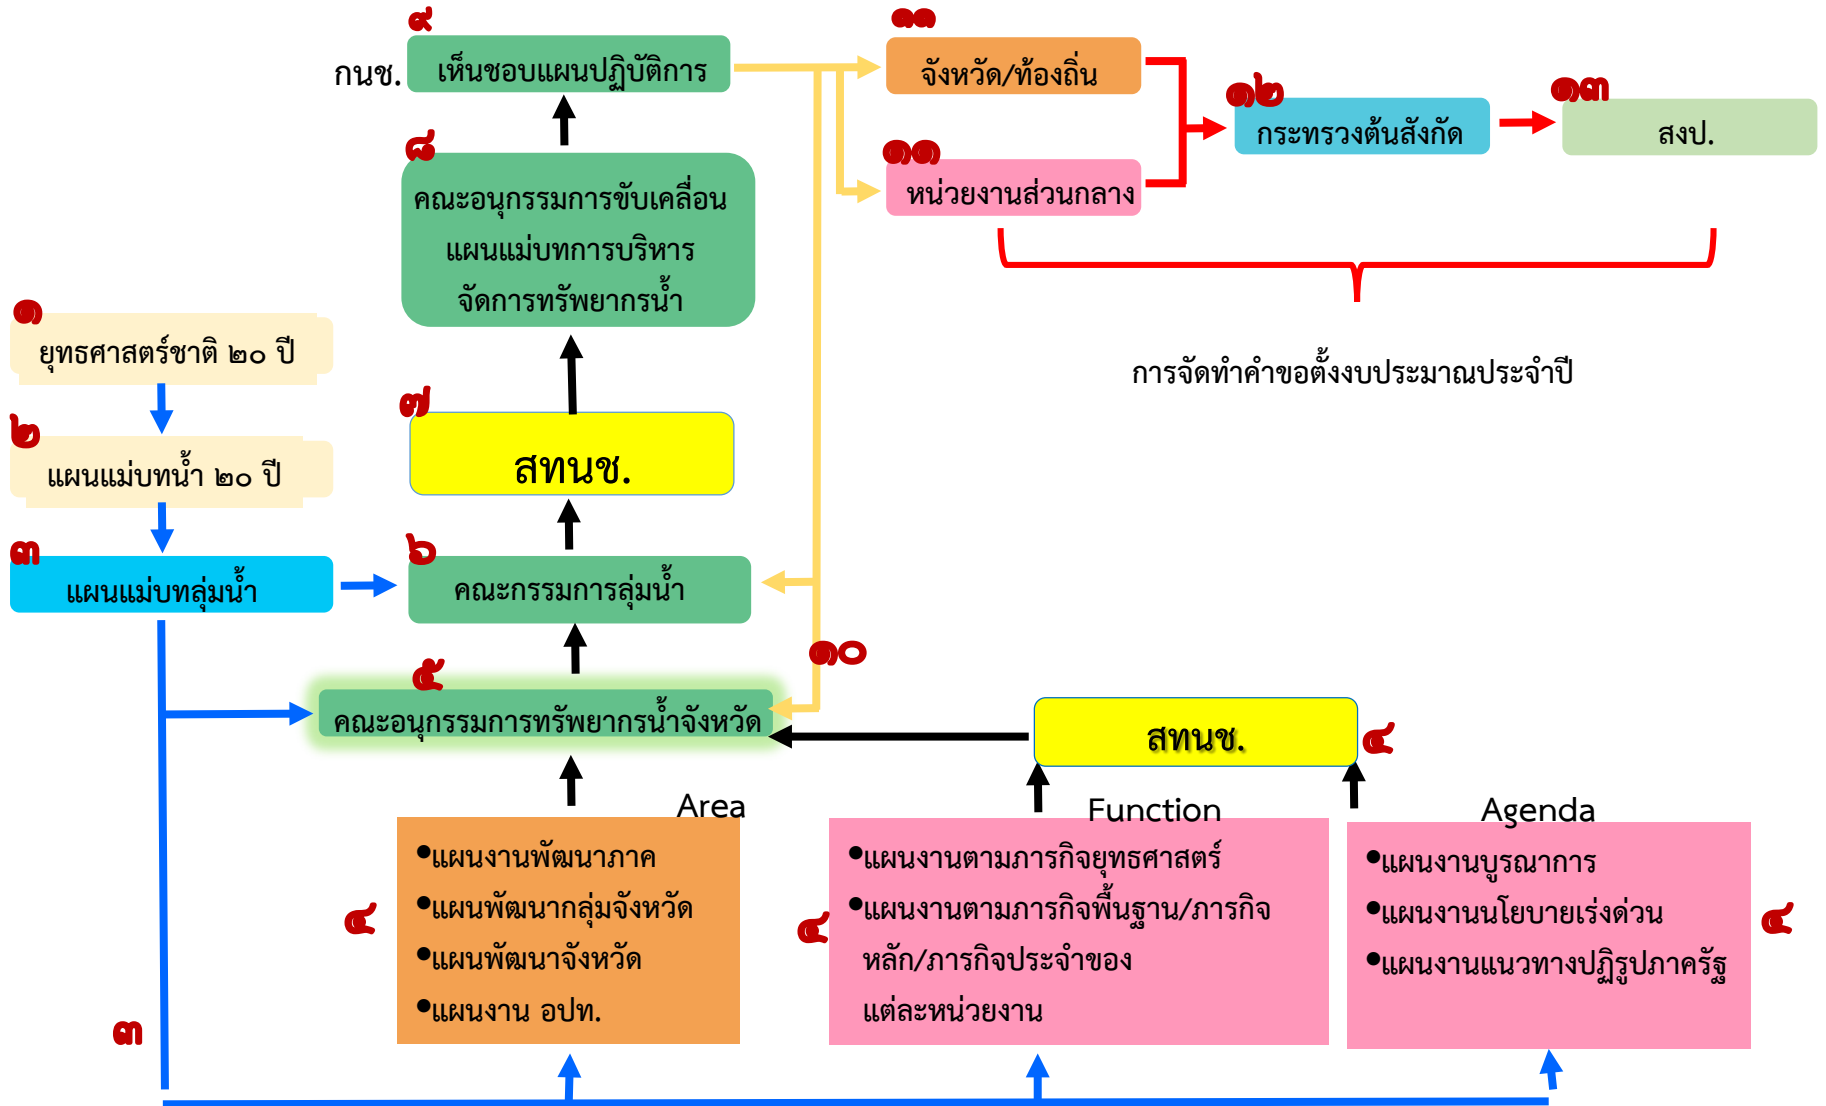 ๙
๑๑
กนช.
เห็นชอบแผนปฏิบัติการ
จังหวัด/ท้องถิ่น
๑๒
๑๓
กระทรวงต้นสังกัด
สงป.
๘
๑๑
หน่วยงานส่วนกลาง
คณะอนุกรรมการขับเคลื่อน
แผนแม่บทการบริหาร
จัดการทรัพยากรน้ำ
๑
ยุทธศาสตร์ชาติ ๒๐ ปี
การจัดทำคำขอตั้งงบประมาณประจำปี
๗
๒
แผนแม่บทน้ำ ๒๐ ปี
สทนช.
๓
แผนแม่บทลุ่มน้ำ
๖
คณะกรรมการลุ่มน้ำ
๑๐
๕
คณะอนุกรรมการทรัพยากรน้ำจังหวัด
สทนช.
๔
Area
•แผนงานพัฒนาภาค
•แผนพัฒนากลุ่มจังหวัด
•แผนพัฒนาจังหวัด
•แผนงาน อปท.
๔
Function
•แผนงานตามภารกิจยุทธศาสตร์
•แผนงานตามภารกิจพื้นฐาน/ภารกิจ
หลัก/ภารกิจประจำของ
แต่ละหน่วยงาน
๔
Agenda
•แผนงานบูรณาการ
•แผนงานนโยบายเร่งด่วน
•แผนงานแนวทางปฏิรูปภาครัฐ
๔
๓